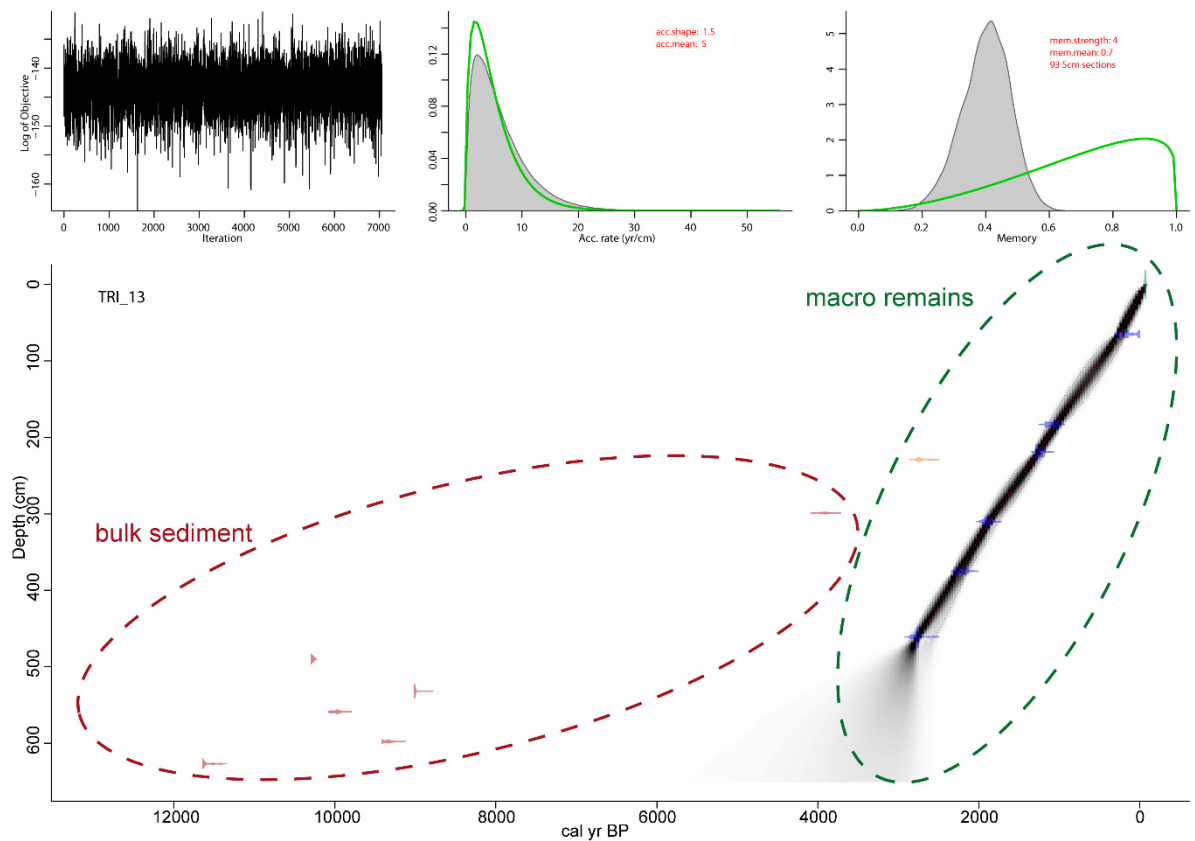 −140
−150
−160
Log of Objective
0 1000 2000 3000 4000 5000 6000 7000
Iteration
0.12
0.08
0.04
0.00
acc.shape: 1.5
acc.mean: 5
0 10 20 30 40 50
Acc. rate (yr/cm)
5
4
3
2
1
0
mem.strength: 4
mem.mean: 0.7
93 5cm sections
0.0 0.2 0.4 0.6 0.8 1.0
Memory
TRI_13
macro remains
bulk sediment
0
100
200
300
400
500
600
Depth (cm)
12000 10000 8000 6000 4000 2000 0
cal yr BP